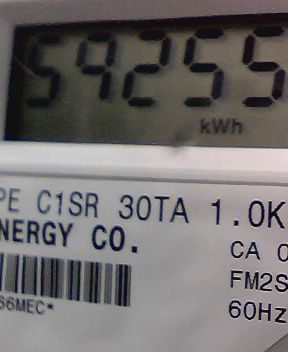 59255
kWh
PE C1SR 30TA 1.0K
NERGY CO.
CA 0
FM2S
66MEC*
60Hz